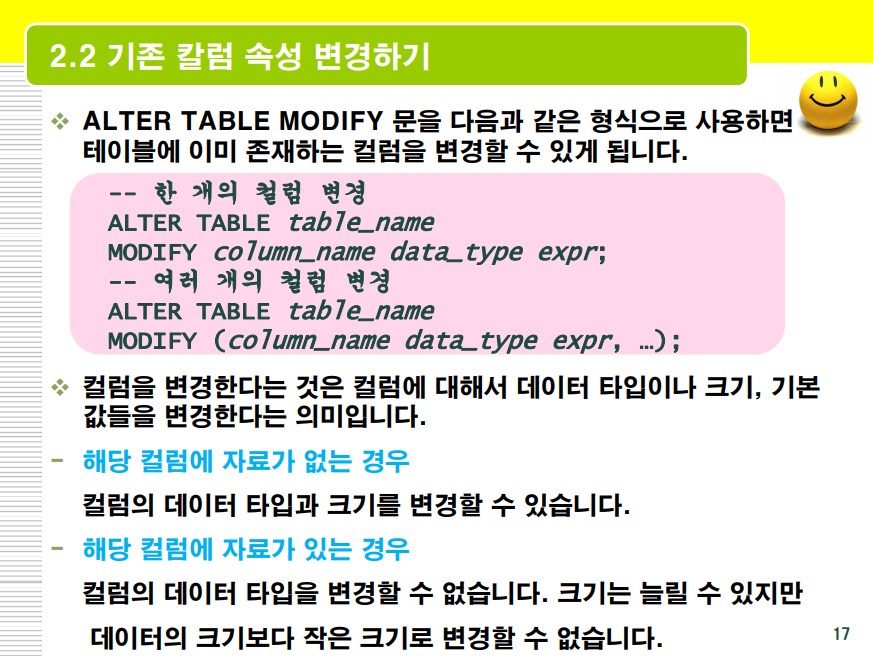 2.2 기존 칼럼 속성 변경하기
❖ ALTER TABLE MODIFY 문을 다음과 같은 형식으로 사용하면
테이블에 이미 존재하는 컬럼을 변경할 수 있게 됩니다.
-- 한 개의 컬럼 변경
ALTER TABLE table_name
MODIFY column_name data_type expr;
-- 여러 개의 컬럼 변경
ALTER TABLE table_name
MODIFY (column_name data_type expr, …);
❖ 컬럼을 변경한다는 것은 컬럼에 대해서 데이터 타입이나 크기, 기본
값들을 변경한다는 의미입니다.
- 해당 컬럼에 자료가 없는 경우
컬럼의 데이터 타입과 크기를 변경할 수 있습니다.
- 해당 컬럼에 자료가 있는 경우
컬럼의 데이터 타입을 변경할 수 없습니다. 크기는 늘릴 수 있지만
데이터의 크기보다 작은 크기로 변경할 수 없습니다.
17